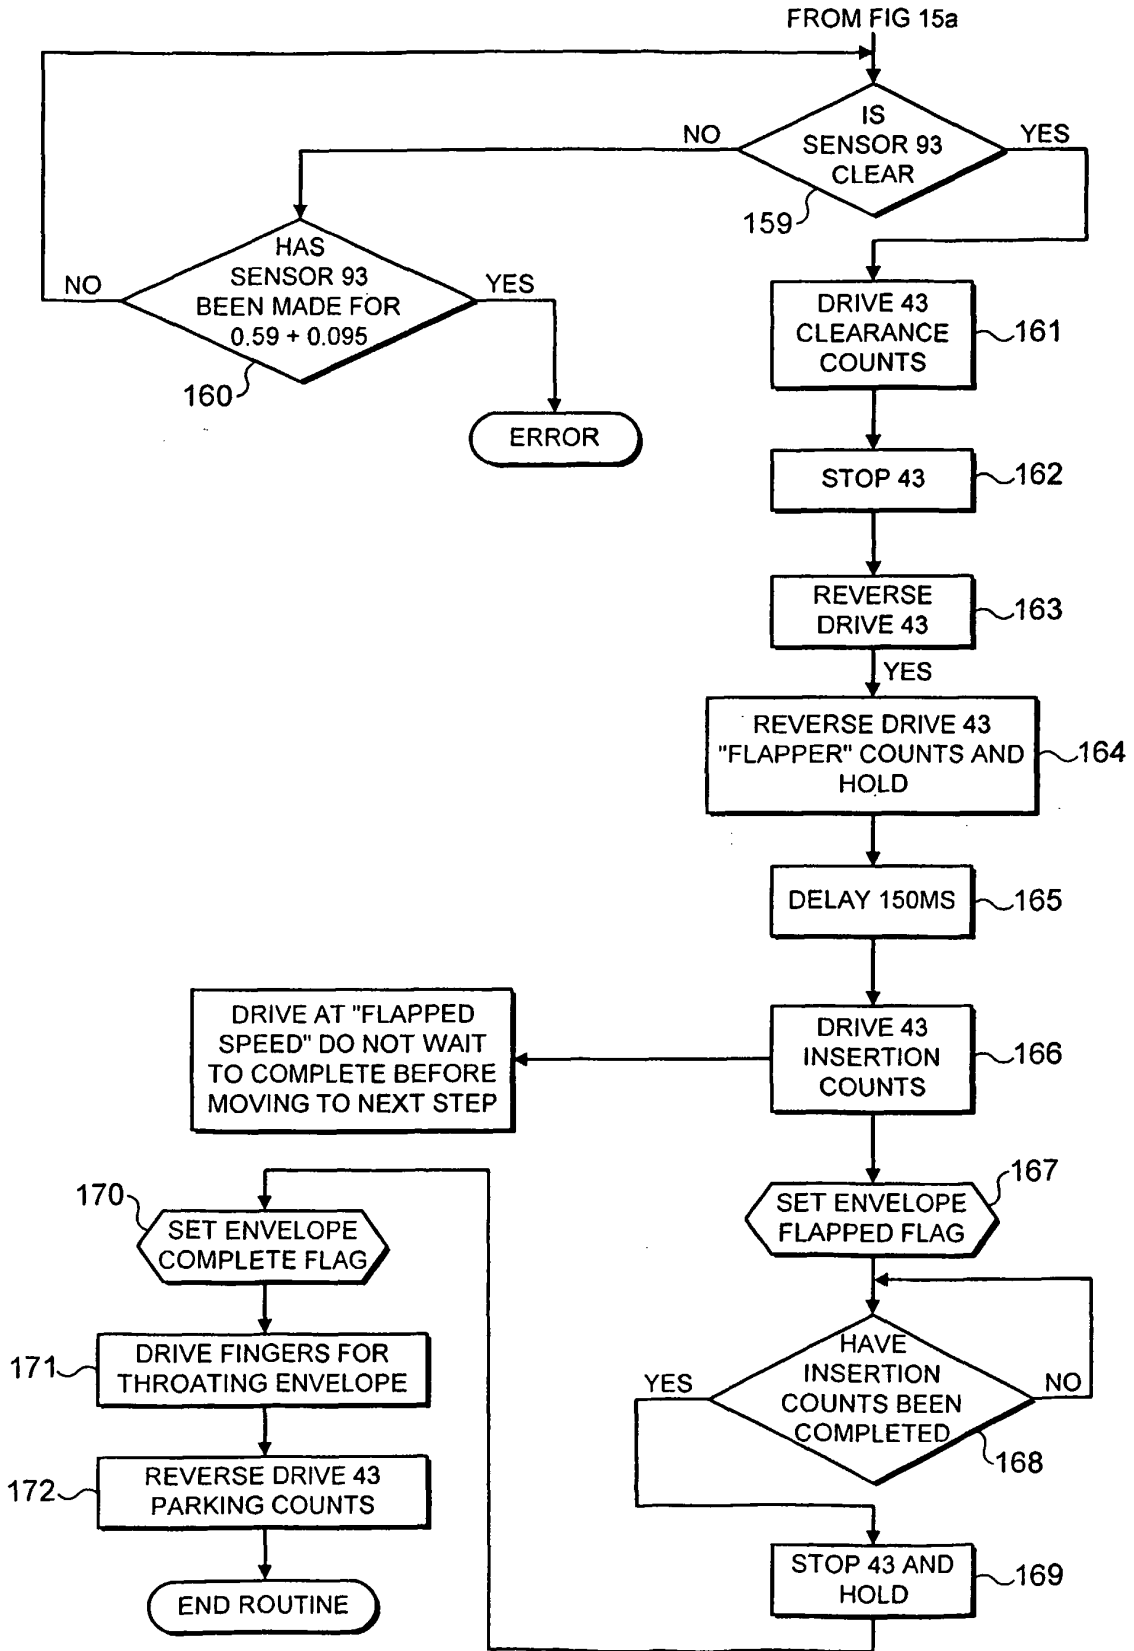 FROM FIG 15a
IS
SENSOR 93
CLEAR
NO
YES
159
HAS
SENSOR 93
BEEN MADE FOR
0.59 + 0.095
NO
YES
160
ERROR
DRIVE 43
CLEARANCE
COUNTS
161
STOP 43
162
REVERSE
DRIVE 43
163
YES
REVERSE DRIVE 43
"FLAPPER" COUNTS AND
HOLD
164
DELAY 150MS
165
DRIVE 43
INSERTION
COUNTS
166
DRIVE AT "FLAPPED
SPEED" DO NOT WAIT
TO COMPLETE BEFORE
MOVING TO NEXT STEP
SET ENVELOPE
FLAPPED FLAG
167
HAVE
INSERTION
COUNTS BEEN
COMPLETED
YES
NO
168
STOP 43 AND
HOLD
169
170
SET ENVELOPE
COMPLETE FLAG
171
DRIVE FINGERS FOR
THROATING ENVELOPE
172
REVERSE DRIVE 43
PARKING COUNTS
END ROUTINE